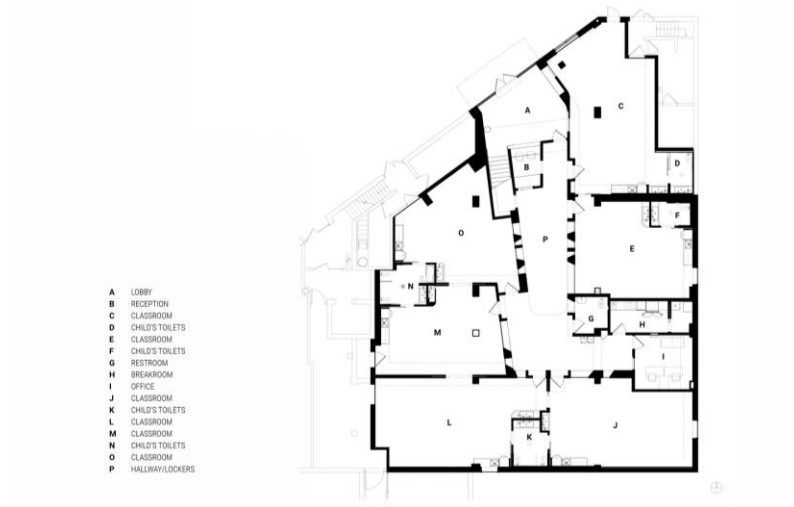 A
C
B
D
F
O
P
E
N
G
H
M
I
L
J
K
A LOBBY
B RECEPTION
C CLASSROOM
D CHILD'S TOILETS
E CLASSROOM
F CHILD'S TOILETS
G RESTROOM
H BREAKROOM
I OFFICE
J CLASSROOM
K CHILD'S TOILETS
L CLASSROOM
M CLASSROOM
N CHILD'S TOILETS
O CLASSROOM
P HALLWAY/LOCKERS